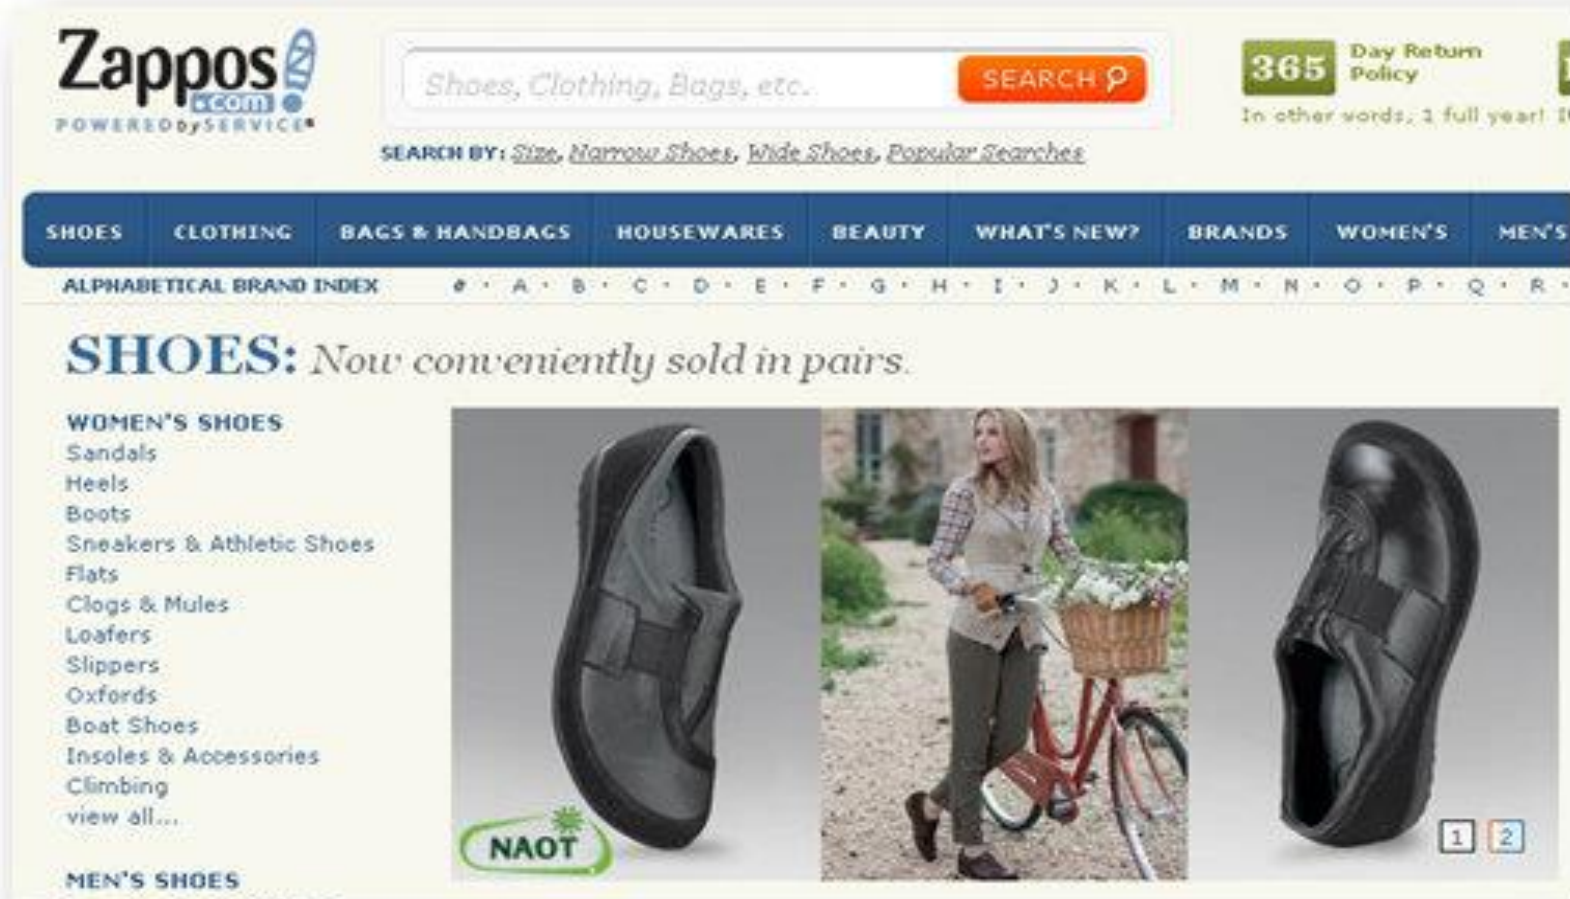 Zappos
.com
POWEREDbySERVICE
Shoes, Clothing, Bags, etc.
SEARCH
365 Day Return Policy
In other words, 1 full year!
SEARCH BY: Size, Narrow Shoes, Wide Shoes, Popular Searches
SHOES CLOTHING BAGS & HANDBAGS HOUSEWARES BEAUTY WHAT'S NEW? BRANDS WOMEN'S MEN'S
ALPHABETICAL BRAND INDEX # · A · B · C · D · E · F · G · H · I · J · K · L · M · N · O · P · Q · R ·
SHOES: Now conveniently sold in pairs.
WOMEN'S SHOES
Sandals
Heels
Boots
Sneakers & Athletic Shoes
Flats
Clogs & Mules
Loafers
Slippers
Oxfords
Boat Shoes
Insoles & Accessories
Climbing
view all...
MEN'S SHOES
NAOT
1 2